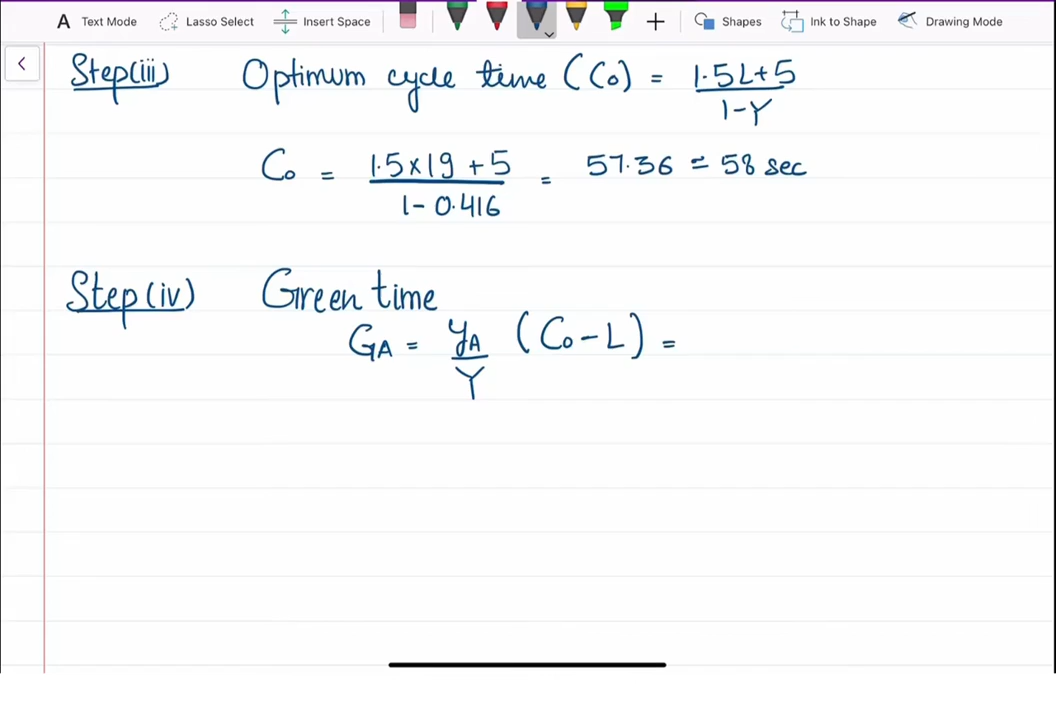 A Text Mode Lasso Select Insert Space Shapes Ink to Shape Drawing Mode
Step(iii) Optimum cycle time (Co) = 1.5L+5 / 1-Y
Co = 1.5×19+5 / 1-0.416 = 57.36 = 58 sec
Step(iv) Green time
GA = yA / Y (Co-L) =